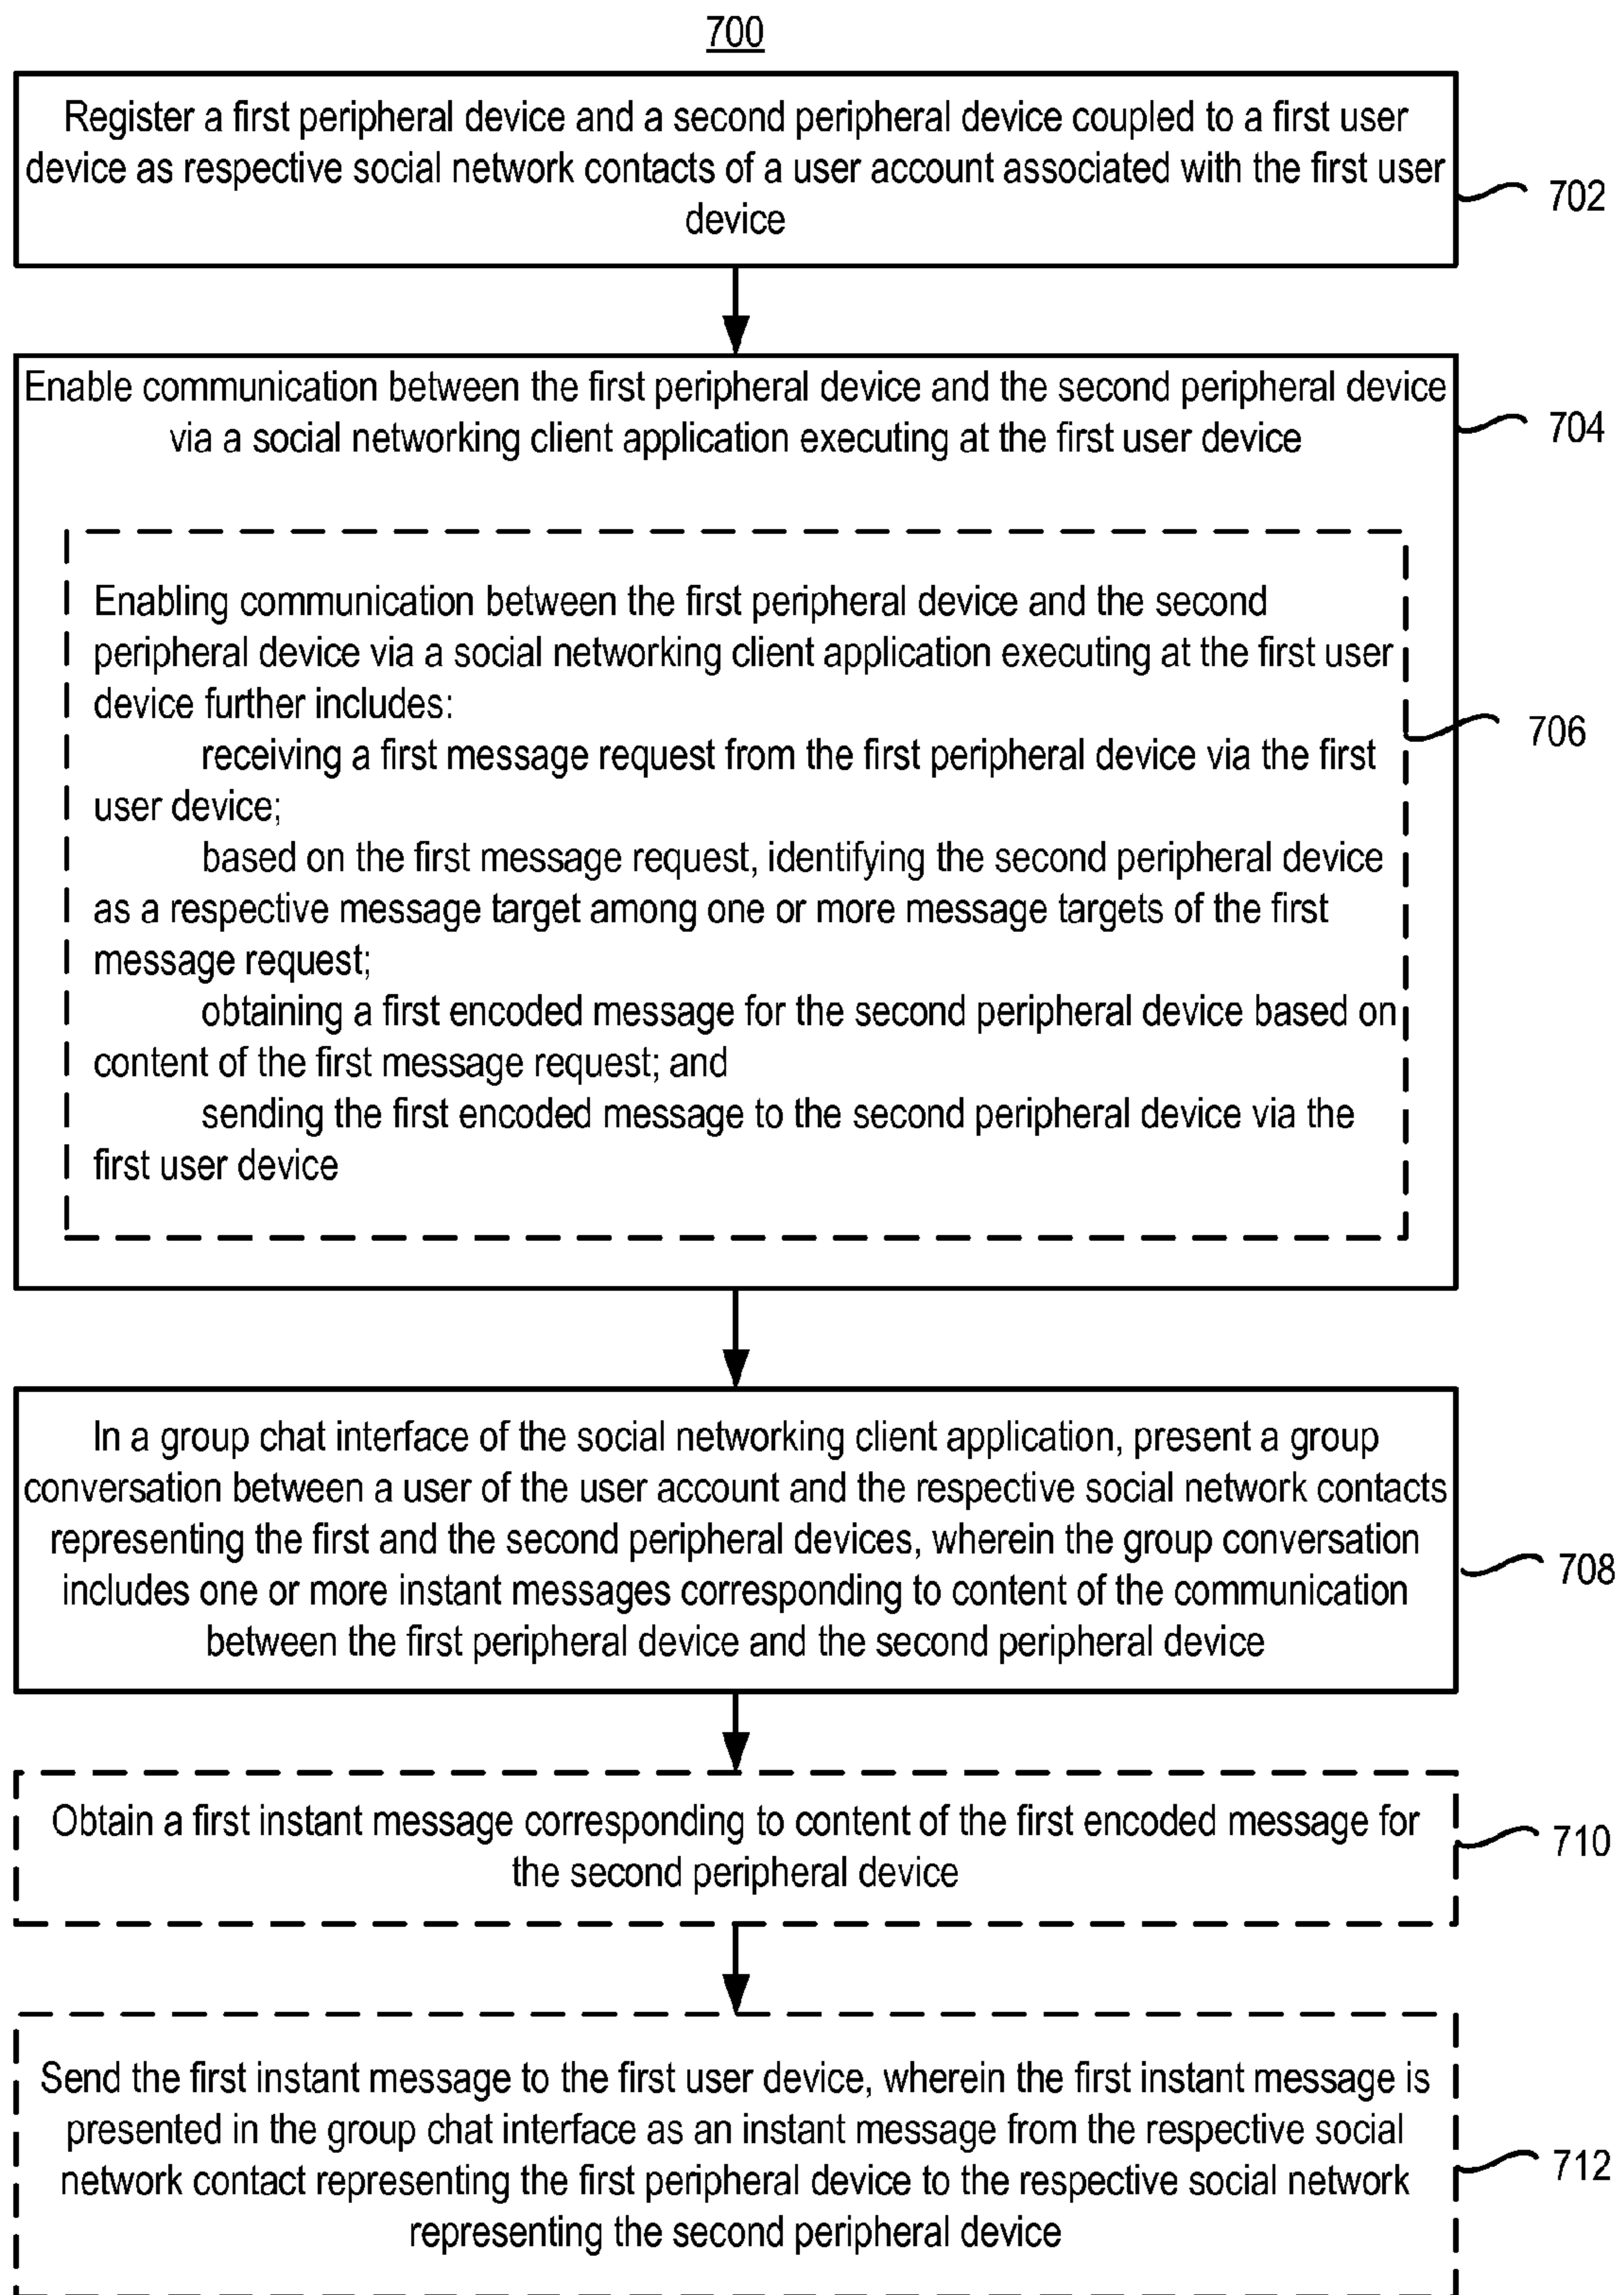 700
Register a first peripheral device and a second peripheral device coupled to a first user
device as respective social network contacts of a user account associated with the first user
device
702
Enable communication between the first peripheral device and the second peripheral device
via a social networking client application executing at the first user device
704
Enabling communication between the first peripheral device and the second
peripheral device via a social networking client application executing at the first user
device further includes:
receiving a first message request from the first peripheral device via the first
user device;
based on the first message request, identifying the second peripheral device
as a respective message target among one or more message targets of the first
message request;
obtaining a first encoded message for the second peripheral device based on
content of the first message request; and
sending the first encoded message to the second peripheral device via the
first user device
706
In a group chat interface of the social networking client application, present a group
conversation between a user of the user account and the respective social network contacts
representing the first and the second peripheral devices, wherein the group conversation
includes one or more instant messages corresponding to content of the communication
between the first peripheral device and the second peripheral device
708
Obtain a first instant message corresponding to content of the first encoded message for
the second peripheral device
710
Send the first instant message to the first user device, wherein the first instant message is
presented in the group chat interface as an instant message from the respective social
network contact representing the first peripheral device to the respective social network
representing the second peripheral device
712